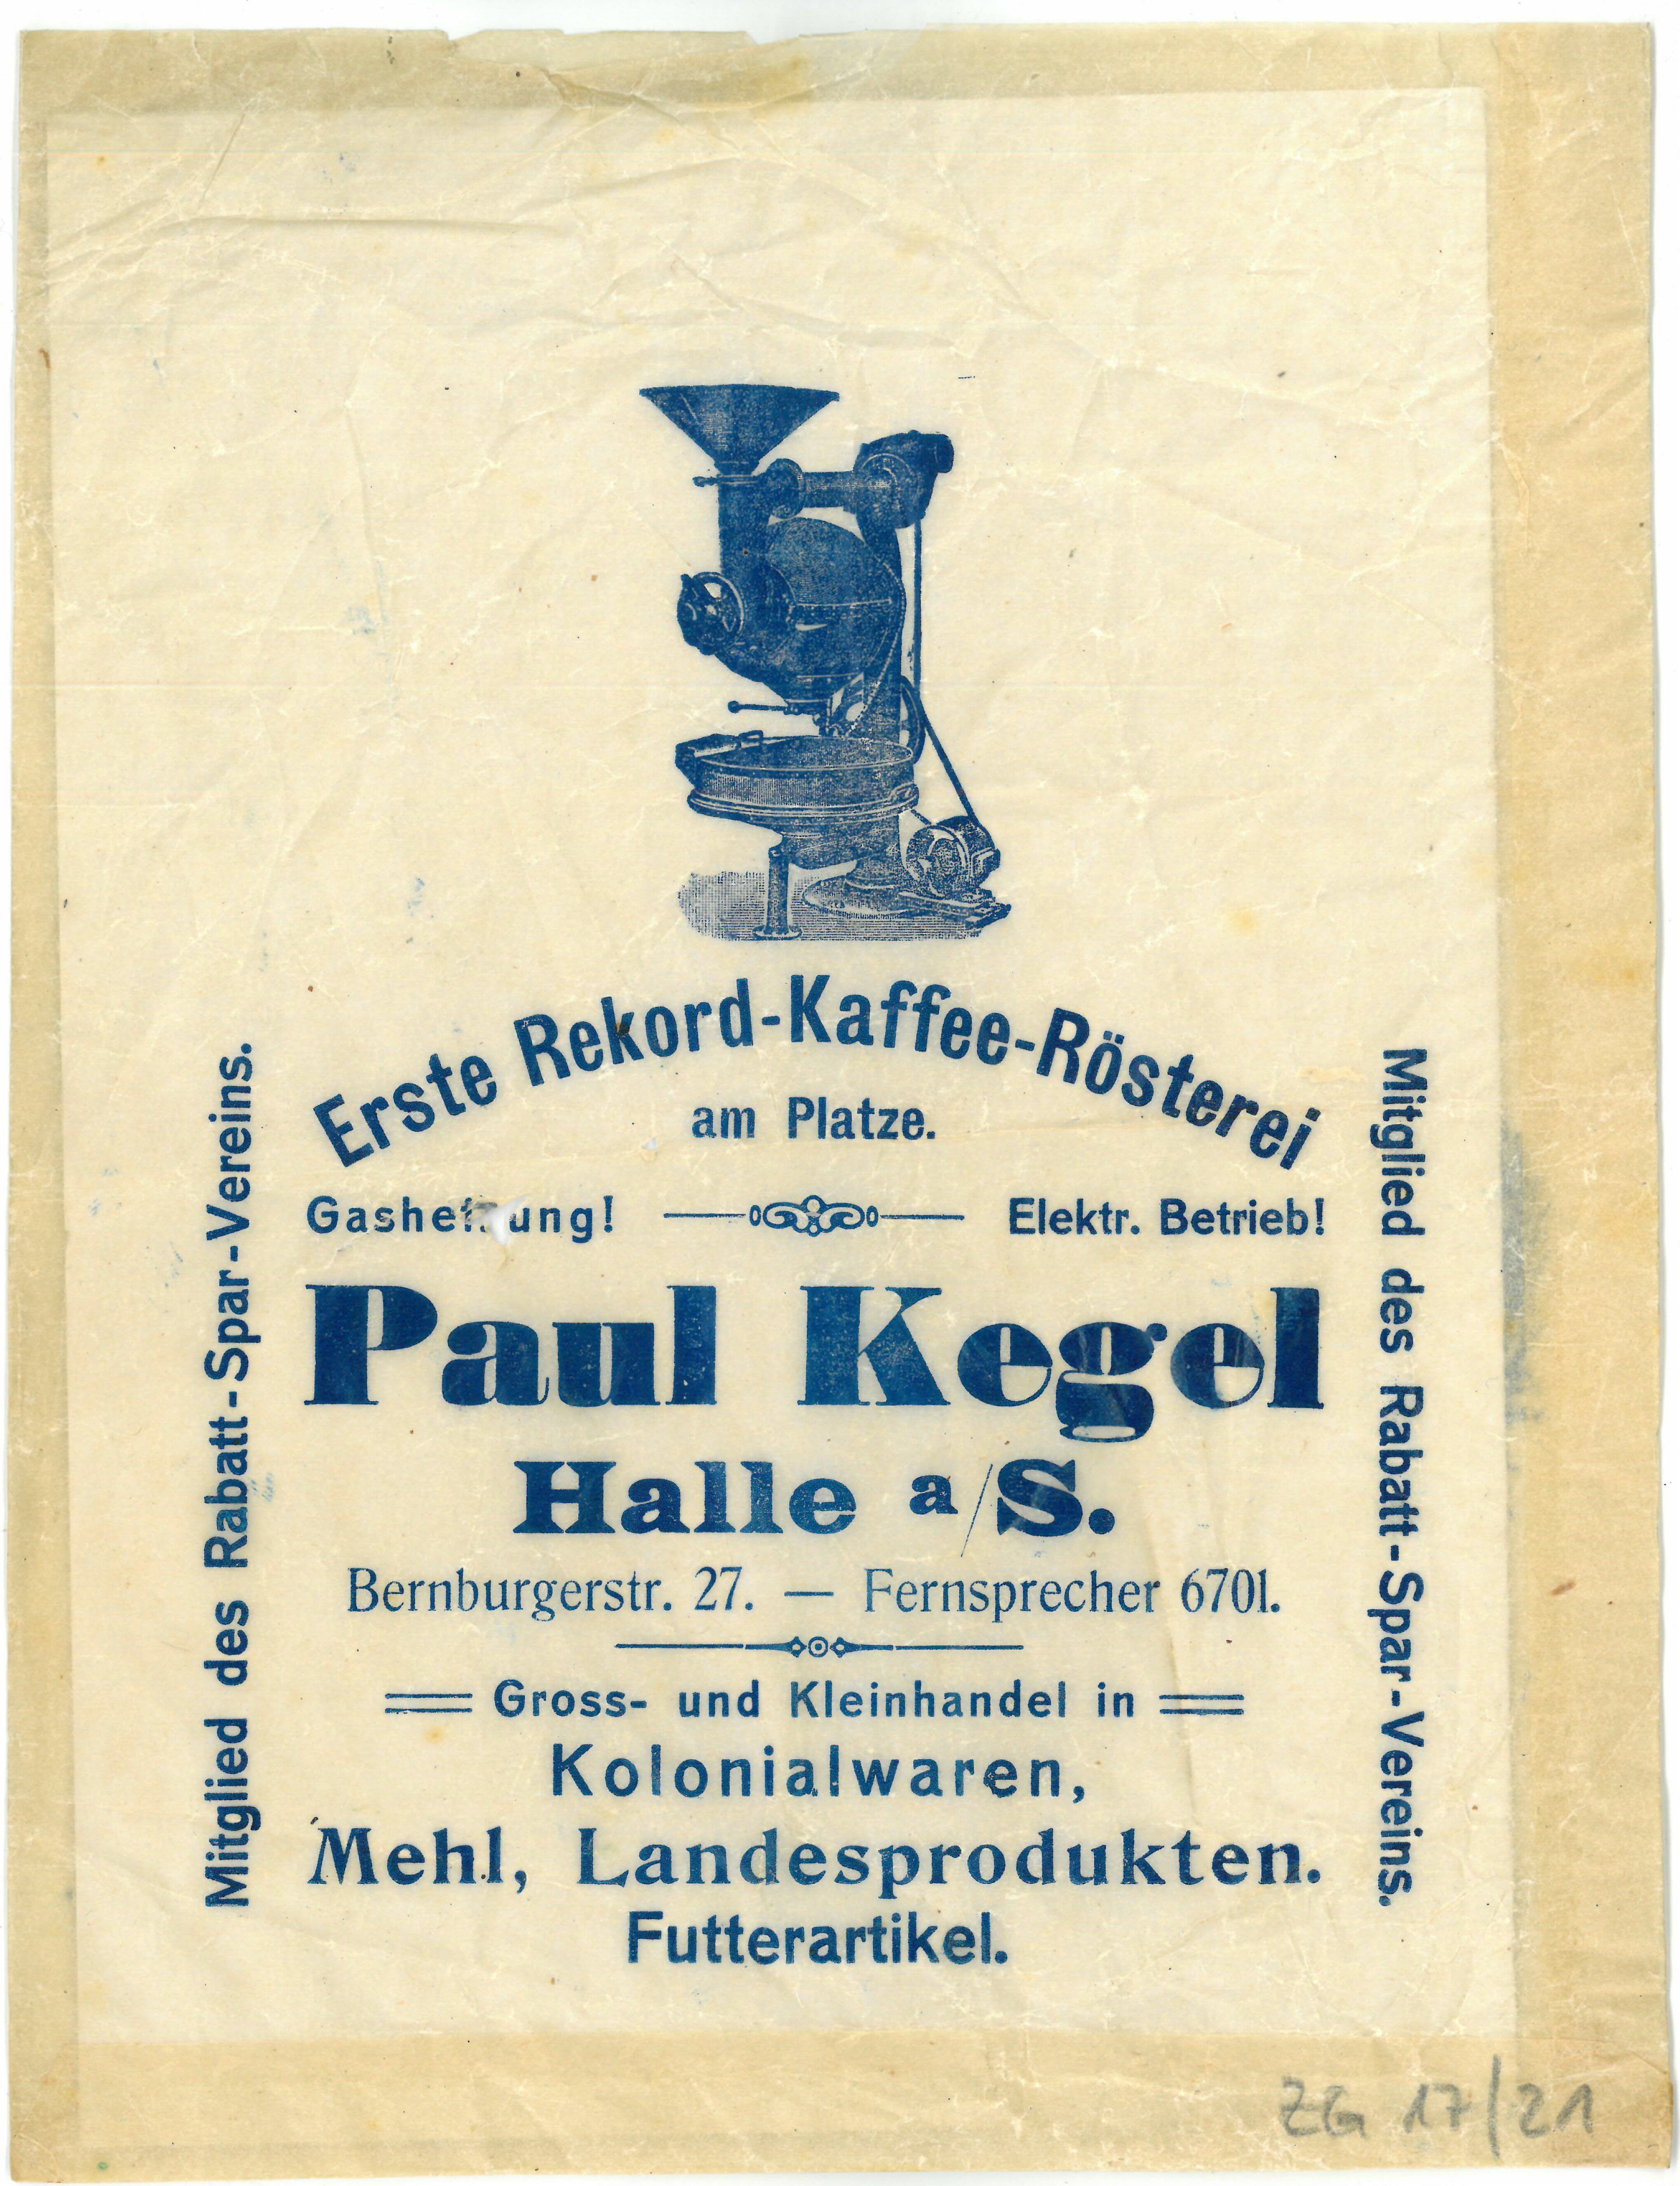 Erste Rekord-Kaffee-Rösterei
am Platze.
Gasheizung! Elektr. Betrieb!
Paul Kegel
Halle a/S.
Bernburgerstr. 27. — Fernsprecher 6701.
Gross- und Kleinhandel in
Kolonialwaren,
Mehl, Landesprodukten.
Futterartikel.
Mitglied des Rabatt-Spar-Vereins.
Mitglied des Rabatt-Spar-Vereins.
ZG 17/21